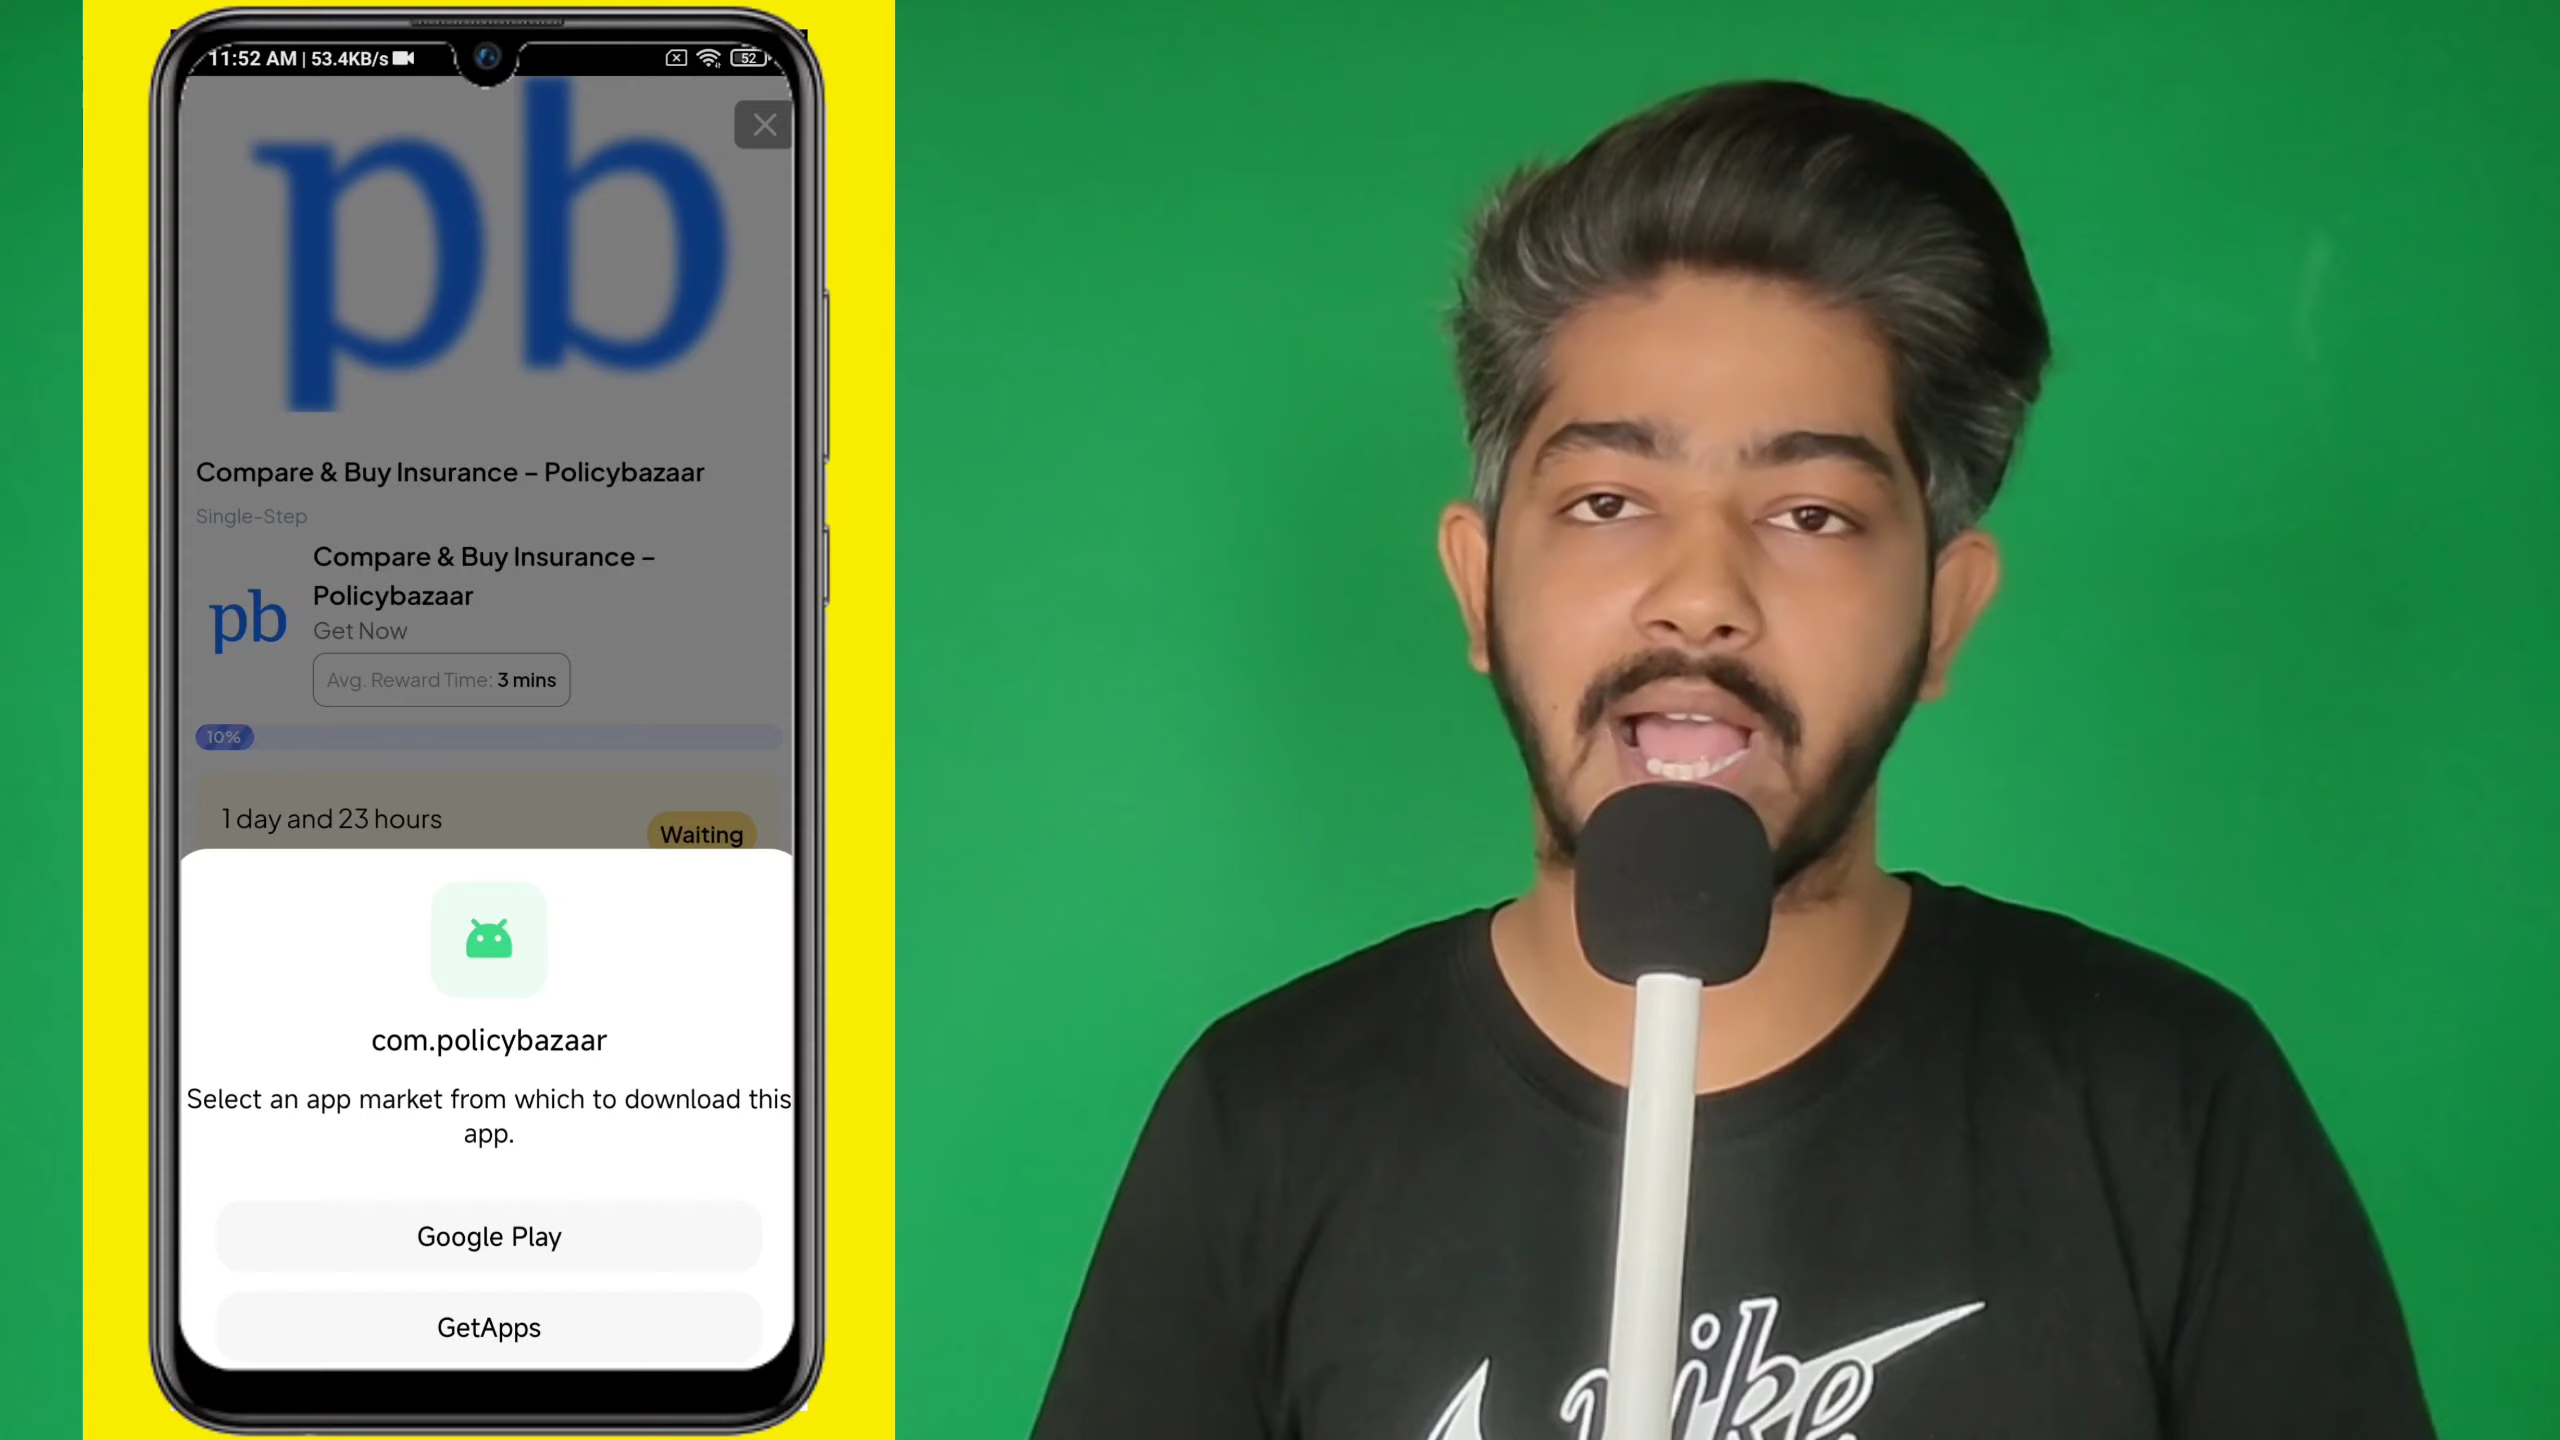 11:52 AM | 53.4KB/s
52
pb
Compare & Buy Insurance – Policybazaar
Single-Step
Compare & Buy Insurance –
Policybazaar
pb
Get Now
Avg. Reward Time: 3 mins
10%
1 day and 23 hours
Waiting
com.policybazaar
Select an app market from which to download this
app.
Google Play
GetApps
Nike